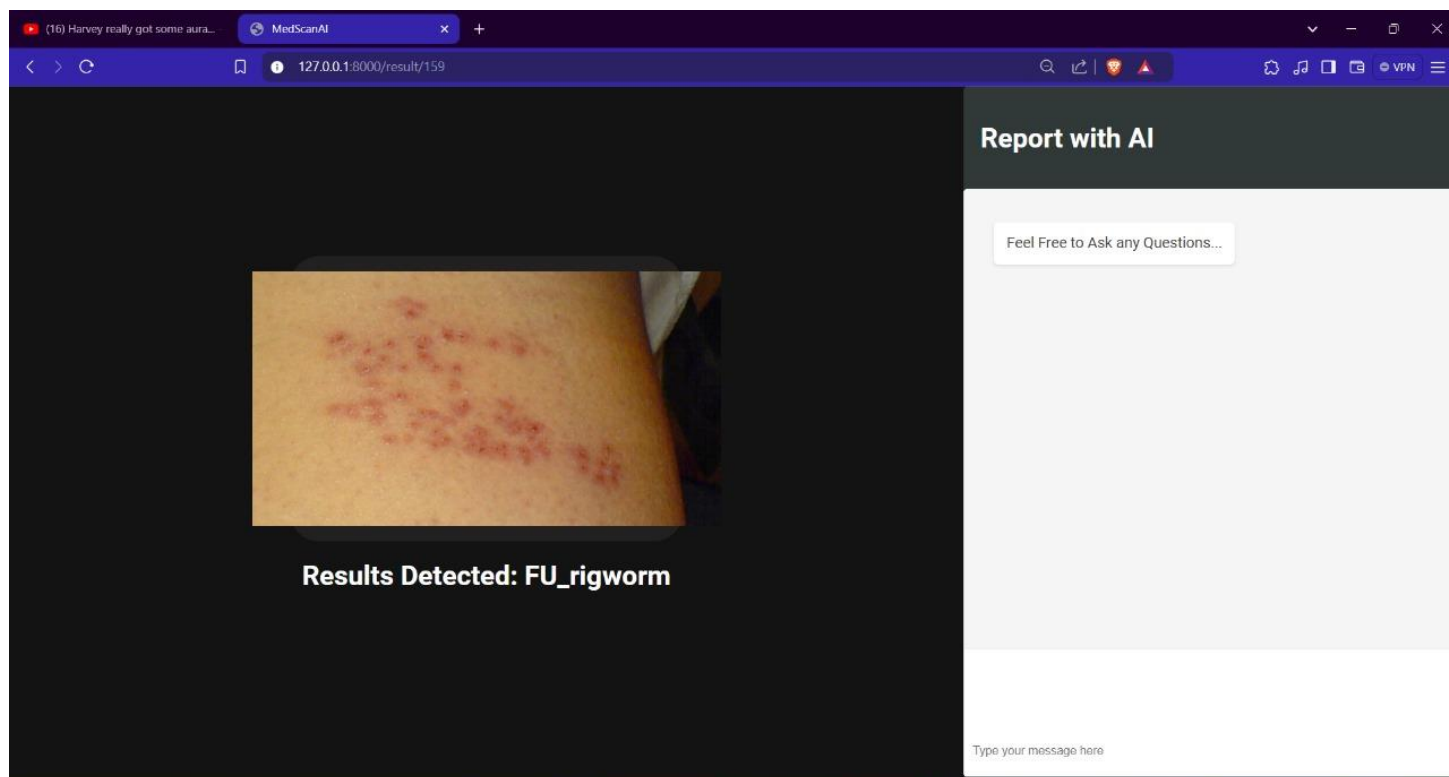 (16) Harvey really got some aura...
MedScanAI
127.0.0.1:8000/result/159
VPN
Report with AI
Feel Free to Ask any Questions...
Results Detected: FU_rigworm
Type your message here